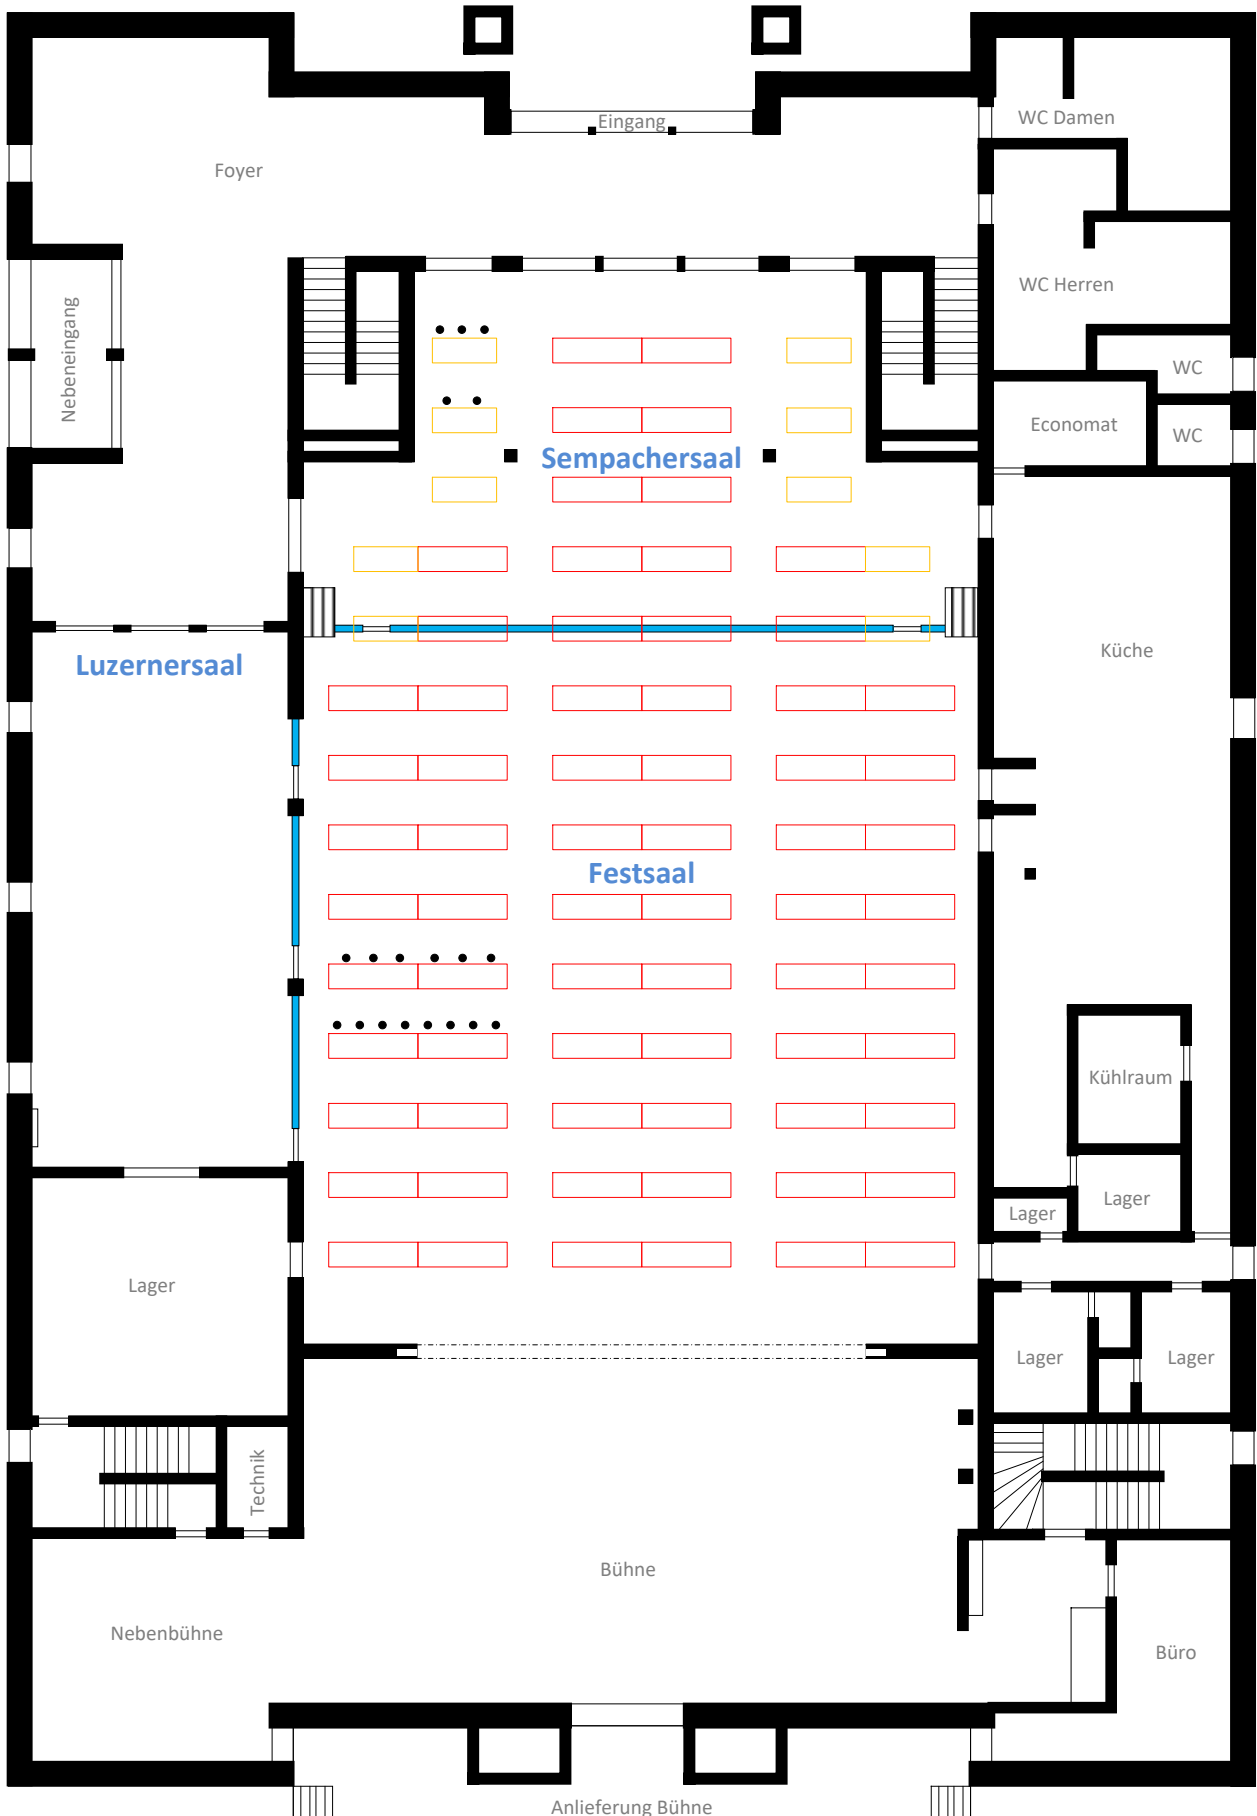 Eingang
WC Damen
Foyer
WC Herren
Nebeneingang
WC
Economat
WC
Sempachersaal
Luzernersaal
Küche
Festsaal
Kühlraum
Lager
Lager
Lager
Lager
Lager
Technik
Bühne
Nebenbühne
Büro
Anlieferung Bühne